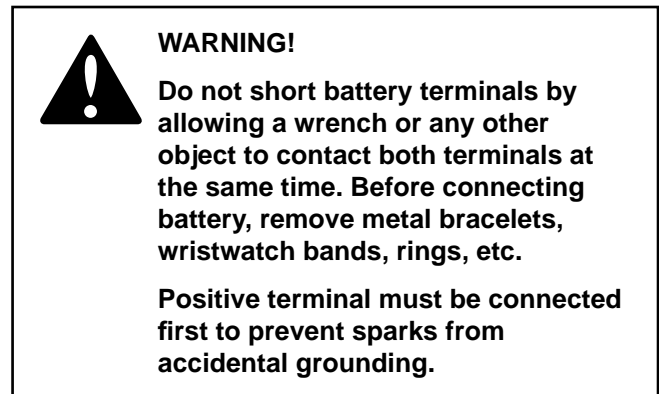 WARNING!
Do not short battery terminals by
allowing a wrench or any other
object to contact both terminals at
the same time. Before connecting
battery, remove metal bracelets,
wristwatch bands, rings, etc.
Positive terminal must be connected
first to prevent sparks from
accidental grounding.